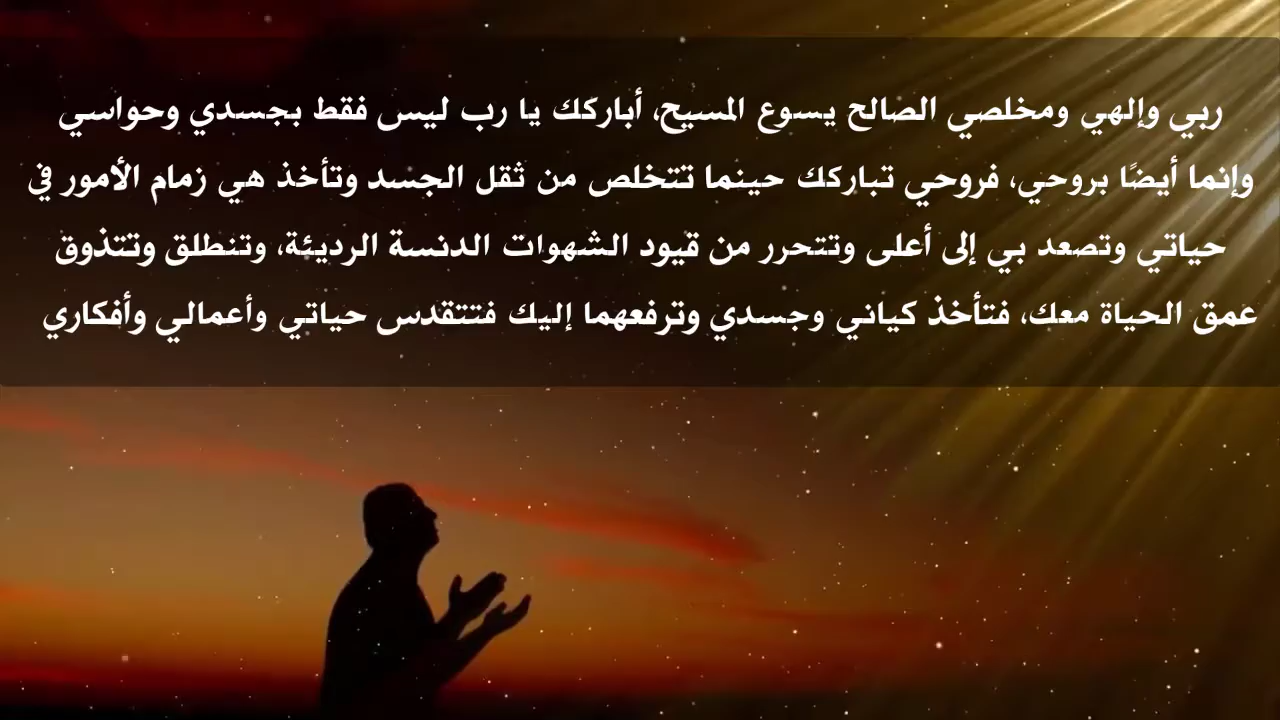 ربي وإلهي ومخلصي الصالح يسوع المسيح، أباركك يا رب ليس فقط بجسدي وحواسي
وإنما أيضًا بروحي، فروحي تباركك حينما تتخلص من ثقل الجسد وتأخذ هي زمام الأمور في
حياتي وتصعد بي إلى أعلى وتتحرر من قيود الشهوات الدنسة الرديئة، وتنطلق وتتذوق
عمق الحياة معك، فتأخذ كياني وجسدي وترفعهما إليك فتتقدس حياتي وأعمالي وأفكاري